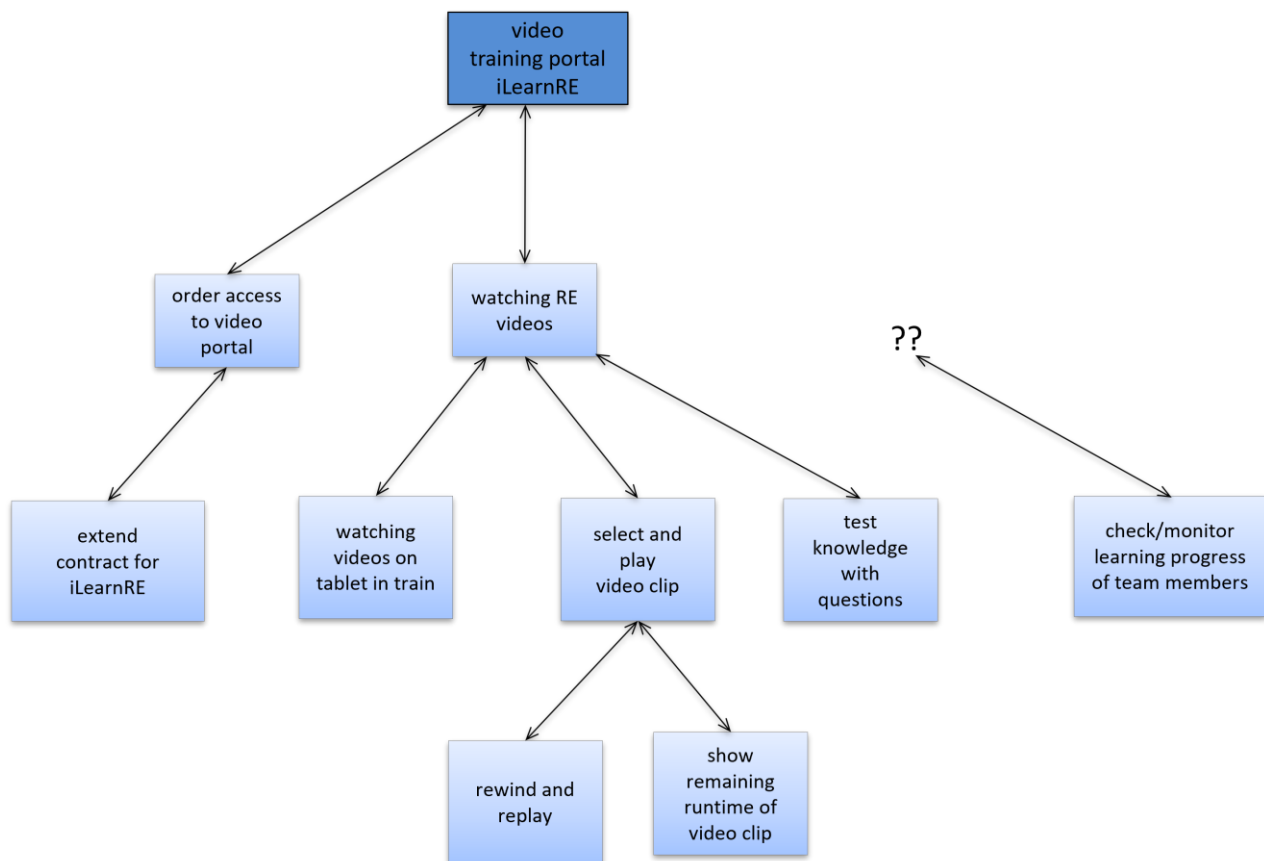 video
training portal
iLearnRE
order access
to video
portal
watching RE
videos
??
extend
contract for
iLearnRE
watching
videos on
tablet in train
select and
play
video clip
test
knowledge
with
questions
check/monitor
learning progress
of team members
rewind and
replay
show
remaining
runtime of
video clip